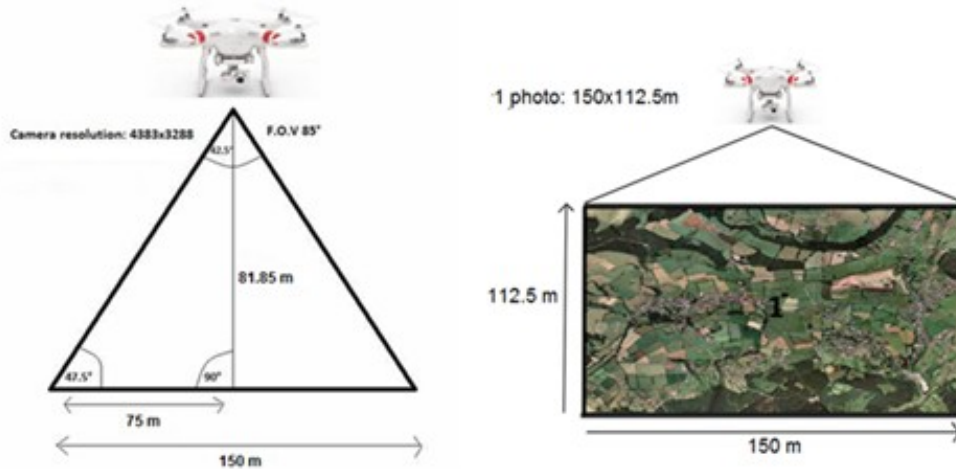 Camera resolution: 4383x3288
F.O.V 85°
42.5°
81.85 m
47.5°
90°
75 m
150 m
1 photo: 150x112.5m
112.5 m
1
150 m